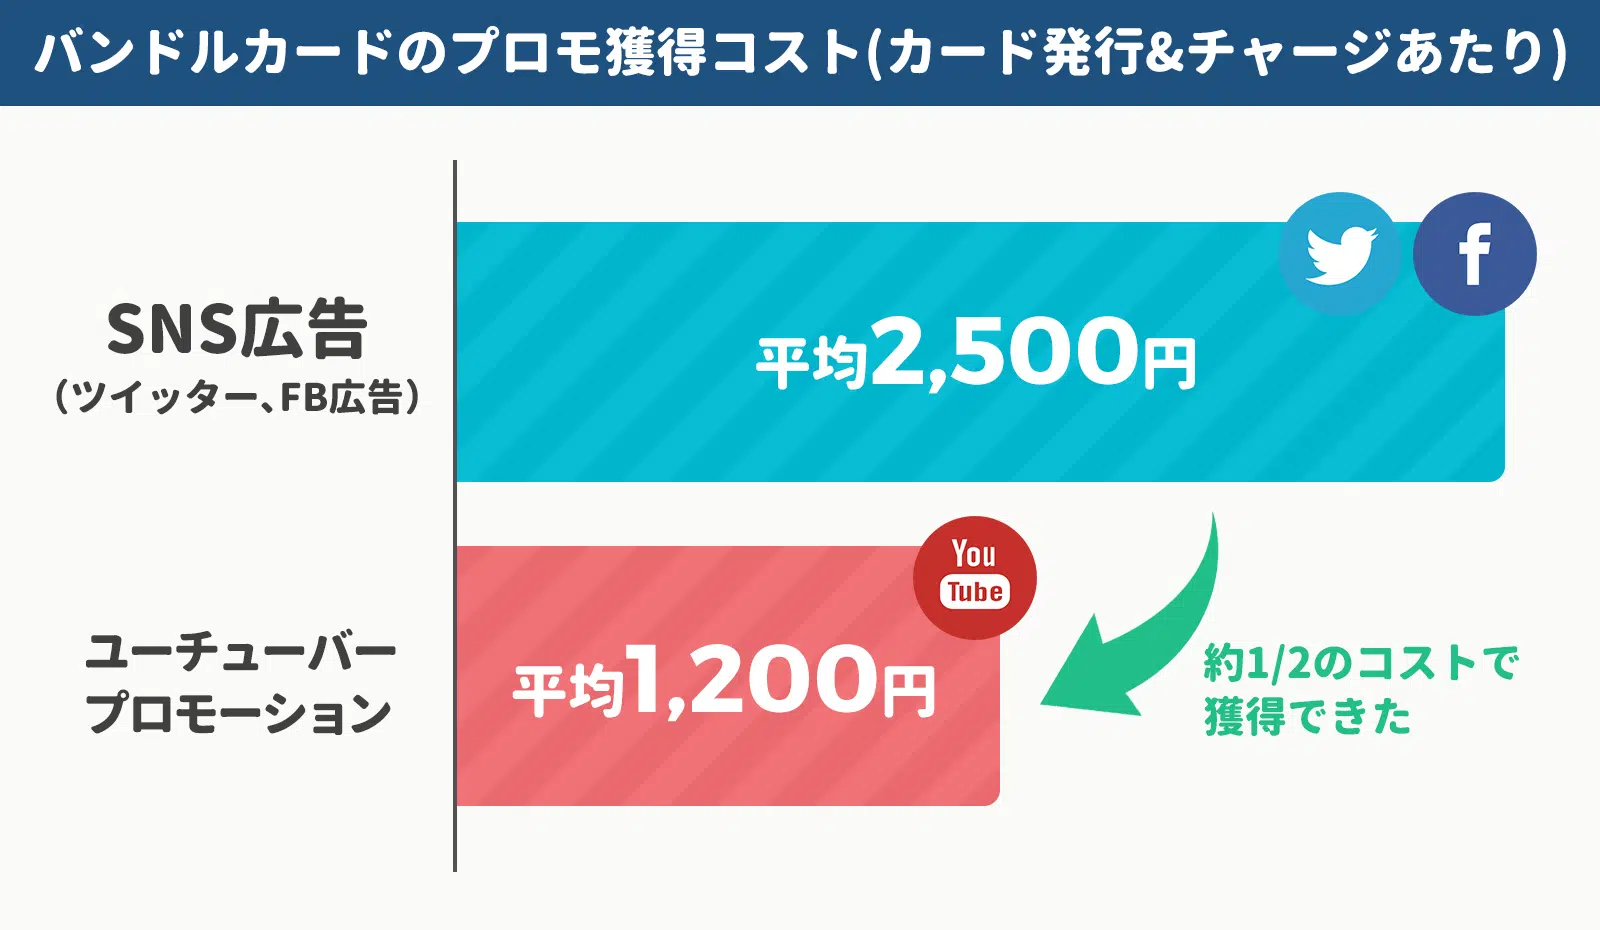 バンドルカードのプロモ獲得コスト(カード発行&チャージあたり)
SNS広告
(ツイッター、FB広告)
平均2,500円
f
You
Tube
ユーチューバー
プロモーション
平均1,200円
約1/2のコストで
獲得できた